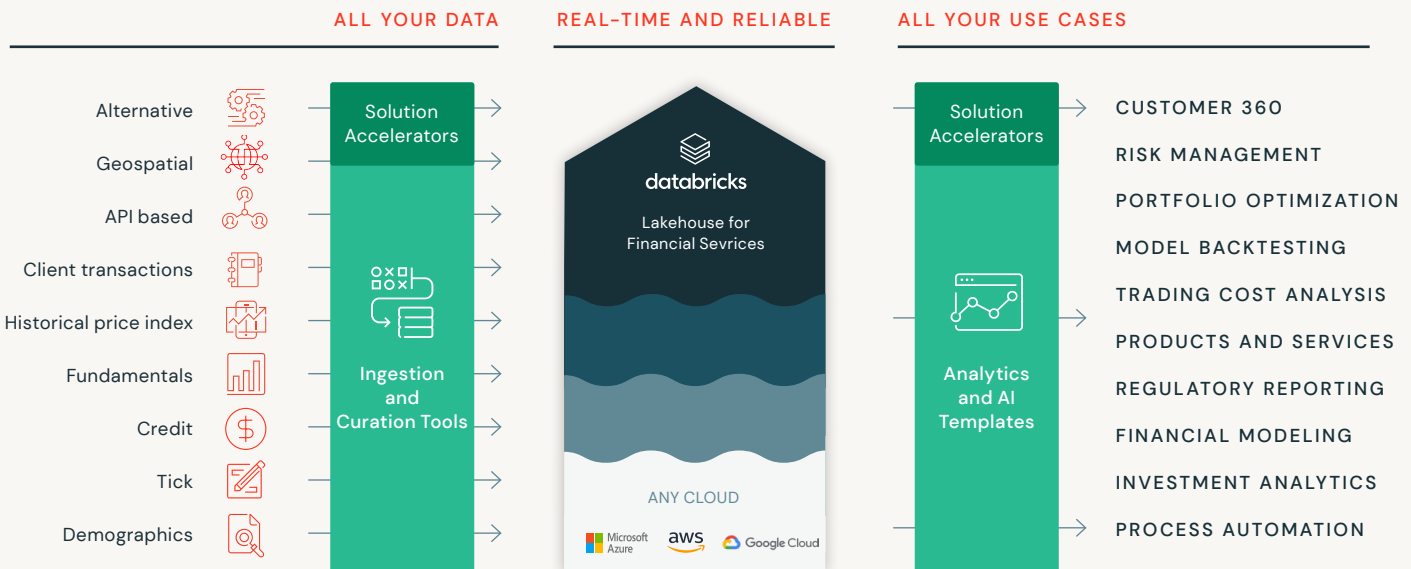 ALL YOUR DATA
REAL-TIME AND RELIABLE
ALL YOUR USE CASES
Alternative
Geospatial
API based
Client transactions
Historical price index
Fundamentals
Credit
Tick
Demographics
Solution
Accelerators
Ingestion
and
Curation Tools
databricks
Lakehouse for
Financial Sevrices
ANY CLOUD
Microsoft
Azure
aws
Google Cloud
Solution
Accelerators
Analytics
and AI
Templates
CUSTOMER 360
RISK MANAGEMENT
PORTFOLIO OPTIMIZATION
MODEL BACKTESTING
TRADING COST ANALYSIS
PRODUCTS AND SERVICES
REGULATORY REPORTING
FINANCIAL MODELING
INVESTMENT ANALYTICS
PROCESS AUTOMATION